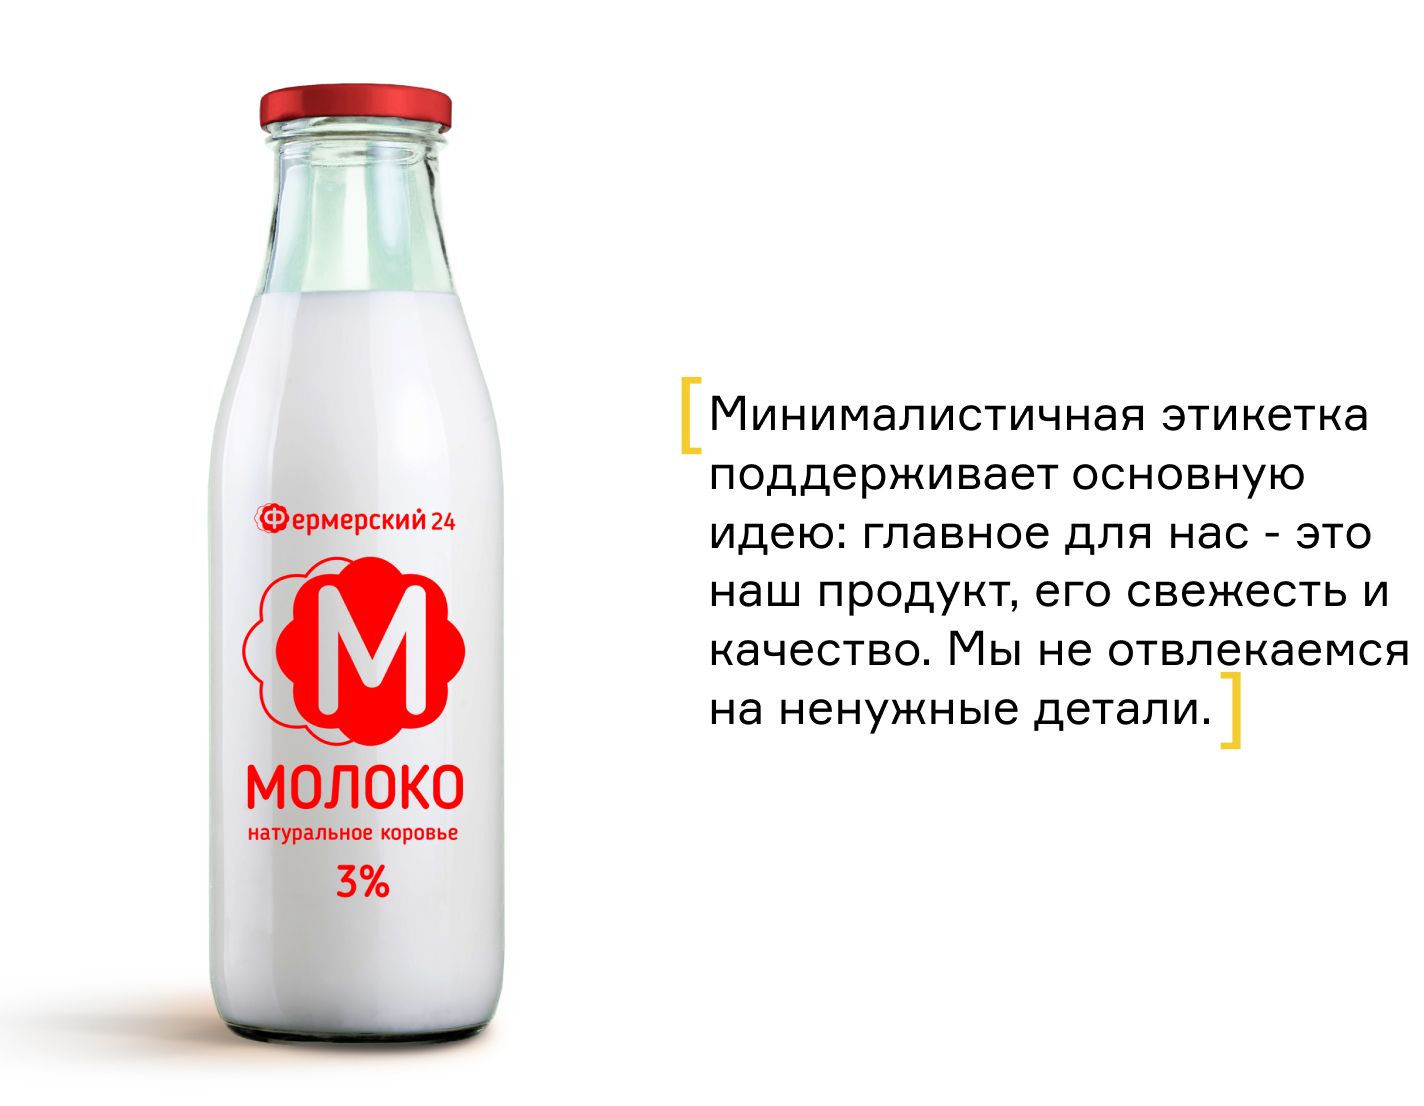 Фермерский 24
М
МОЛОКО
натуральное коровье
3%
[Минималистичная этикетка
поддерживает основную
идею: главное для нас - это
наш продукт, его свежесть и
качество. Мы не отвлекаемся
на ненужные детали.]